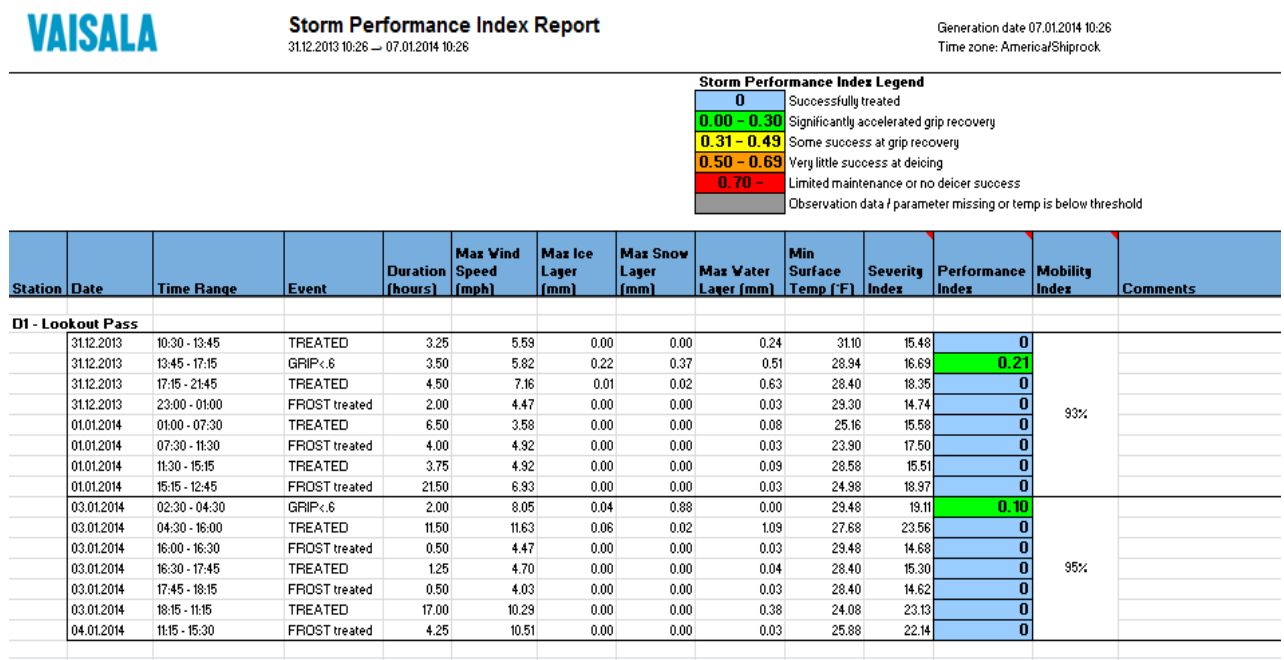 VAISALA
Storm Performance Index Report
31.12.2013 10:26 — 07.01.2014 10:26
Generation date 07.01.2014 10:26
Time zone: America/Shiprock
Storm Performance Index Legend
0 Successfully treated
0.00 - 0.30 Significantly accelerated grip recovery
0.31 - 0.49 Some success at grip recovery
0.50 - 0.69 Very little success at deicing
0.70 - Limited maintenance or no deicer success
Observation data / parameter missing or temp is below threshold
Station Date Time Range Event Duration (hours) Max Wind Speed (mph) Max Ice Layer (mm) Max Snow Layer (mm) Max Water Layer (mm) Min Surface Temp (°F) Severity Index Performance Index Mobility Index Comments
D1 - Lookout Pass
31.12.2013 10:30 - 13:45 TREATED 3.25 5.59 0.00 0.00 0.24 31.10 15.48 0
31.12.2013 13:45 - 17:15 GRIP<.6 3.50 5.82 0.22 0.37 0.51 28.94 16.69 0.21
31.12.2013 17:15 - 21:45 TREATED 4.50 7.16 0.01 0.02 0.63 28.40 18.35 0
31.12.2013 23:00 - 01:00 FROST treated 2.00 4.47 0.00 0.00 0.03 29.30 14.74 0
93%
01.01.2014 01:00 - 07:30 TREATED 6.50 3.58 0.00 0.00 0.08 25.16 15.58 0
01.01.2014 07:30 - 11:30 FROST treated 4.00 4.92 0.00 0.00 0.03 23.90 17.50 0
01.01.2014 11:30 - 15:15 TREATED 3.75 4.92 0.00 0.00 0.09 28.58 15.51 0
01.01.2014 15:15 - 12:45 FROST treated 21.50 6.93 0.00 0.00 0.03 24.98 18.97 0
03.01.2014 02:30 - 04:30 GRIP<.6 2.00 8.05 0.04 0.88 0.00 29.48 19.11 0.10
03.01.2014 04:30 - 16:00 TREATED 11.50 11.63 0.06 0.02 1.09 27.68 23.56 0
03.01.2014 16:00 - 16:30 FROST treated 0.50 4.47 0.00 0.00 0.03 29.48 14.68 0
03.01.2014 16:30 - 17:45 TREATED 1.25 4.70 0.00 0.00 0.04 28.40 15.30 0 95%
03.01.2014 17:45 - 18:15 FROST treated 0.50 4.03 0.00 0.00 0.03 28.40 14.62 0
03.01.2014 18:15 - 11:15 TREATED 17.00 10.29 0.00 0.00 0.38 24.08 23.13 0
04.01.2014 11:15 - 15:30 FROST treated 4.25 10.51 0.00 0.00 0.03 25.88 22.14 0